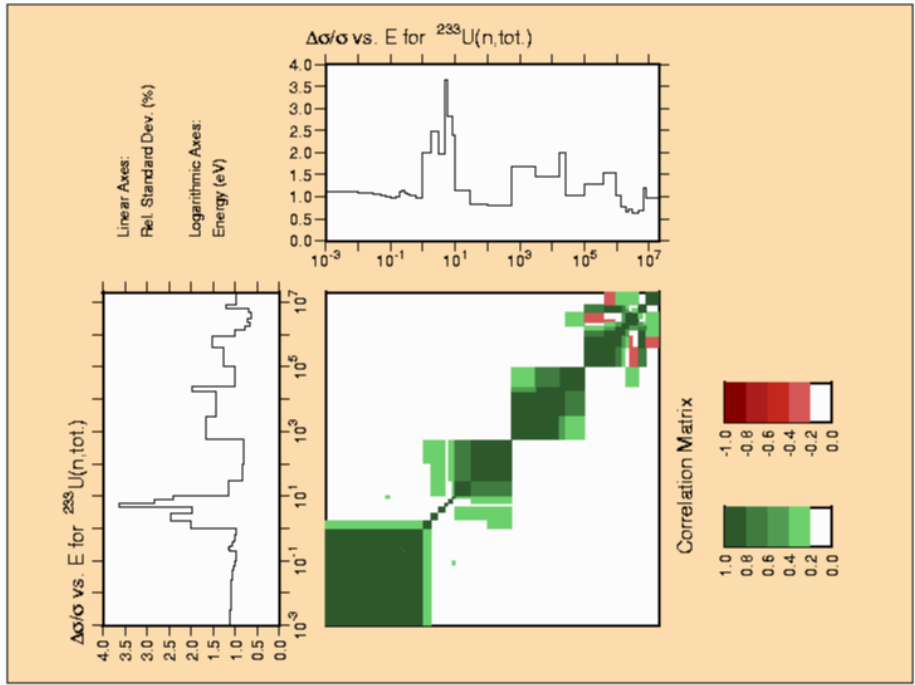 Δσ/σ vs. E for ²³³U(n,tot.)
4.0
3.5
3.0
2.5
2.0
1.5
1.0
0.5
0.0
10⁻³ 10⁻¹ 10¹ 10³ 10⁵ 10⁷
Linear Axes:
Rel. Standard Dev. (%)
Logarithmic Axes:
Energy (eV)
Δσ/σ vs. E for ²³³U(n,tot.)
10⁷
10⁵
10³
10¹
10⁻¹
10⁻³
4.0 3.5 3.0 2.5 2.0 1.5 1.0 0.5 0.0
Correlation Matrix
-1.0 -0.8 -0.6 -0.4 -0.2 0.0
1.0 0.8 0.6 0.4 0.2 0.0